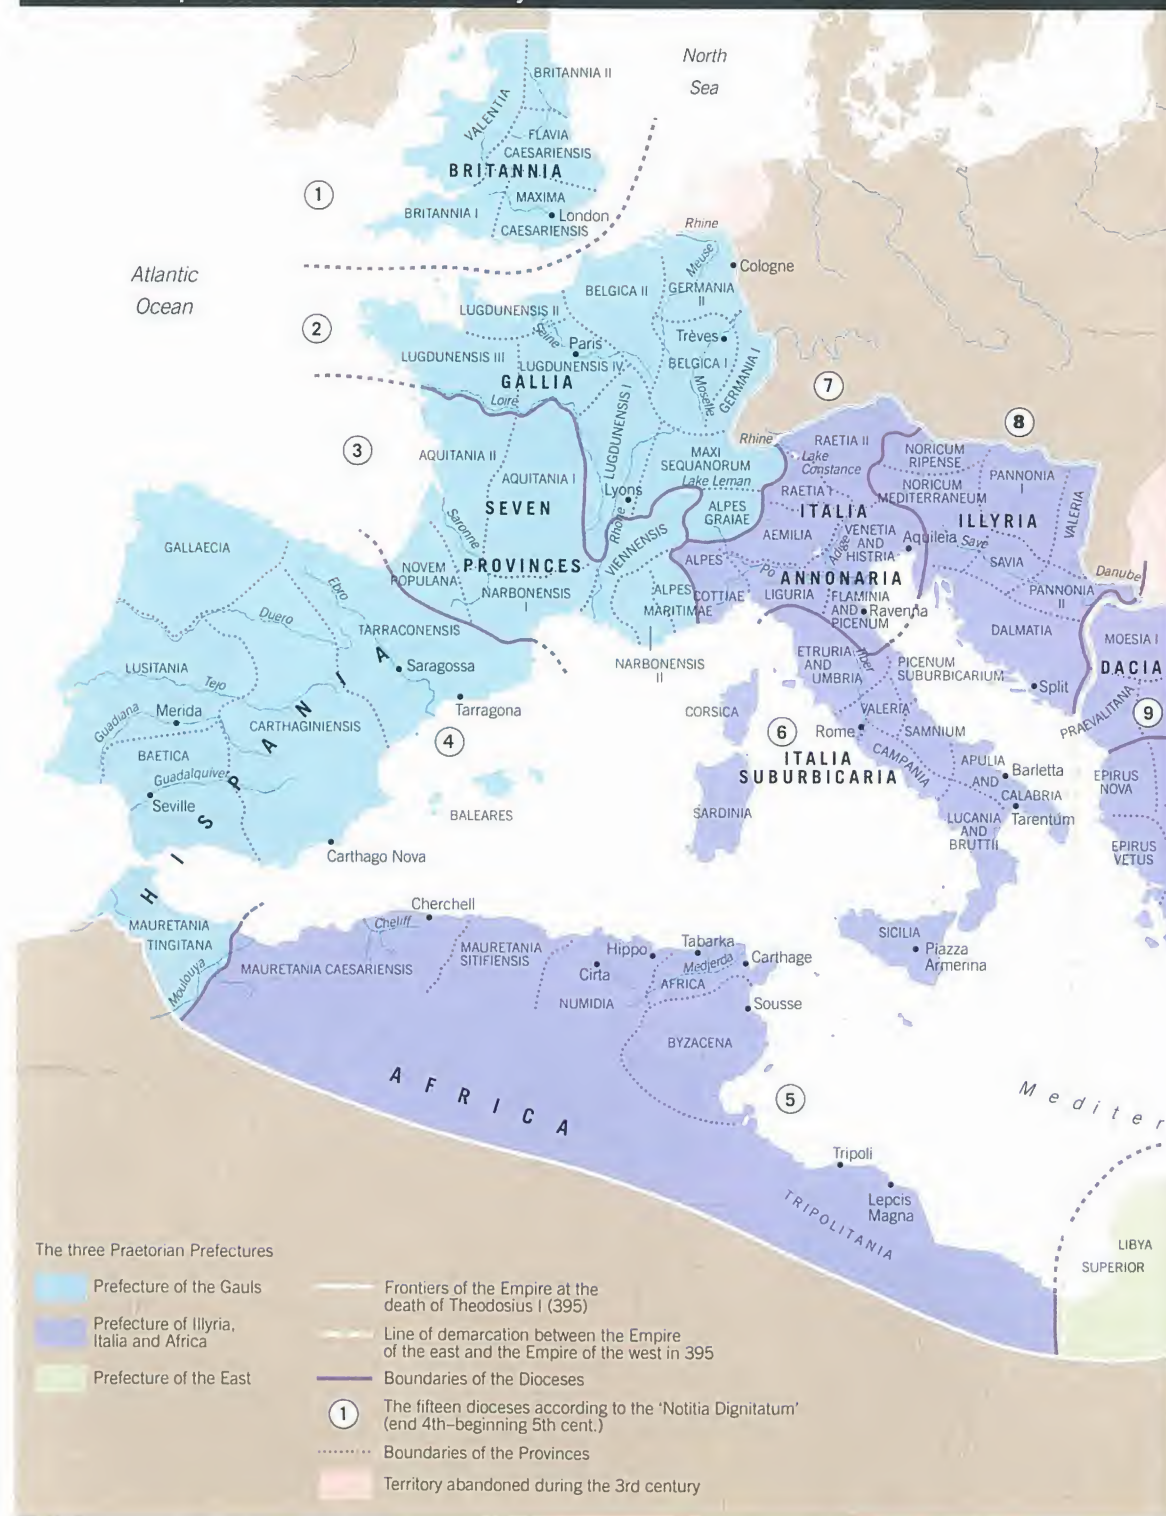 North
Sea
BRITANNIA II
VALENTIA
FLAVIA
CAESARIENSIS
BRITANNIA
1
MAXIMA
BRITANNIA I
London
CAESARIENSIS
Rhine
Atlantic
Ocean
Meuse
Cologne
BELGICA II
GERMANIA
II
LUGDUNENSIS II
2
Seine
Paris
Trèves
LUGDUNENSIS III
LUGDUNENSIS IV
BELGICA I
GERMANIA I
GALLIA
Moselle
7
Loire
LUGDUNENSIS I
8
3
Rhine
RAETIA II
AQUITANIA II
MAXI
SEQUANORUM
Lake
Constance
NORICUM
RIPENSE
AQUITANIA I
Lake Leman
RAETIA I
NORICUM
MEDITERRANEUM
PANNONIA
I
Lyons
VALERIA
SEVEN
ALPES
GRAIAE
ITALIA
ILLYRIA
Saronne
Rhône
AEMILIA
VENETIA
AND
HISTRIA
Adige
Aquileia
Save
GALLAECIA
VIENNENSIS
ALPES
SAVIA
PROVINCES
NOVEM
POPULANA
Po
ANNONARIA
Danube
Ebro
NARBONENSIS
I
ALPES
MARITIMAE
COTTIAE
LIGURIA
FLAMINIA
AND
PICENUM
Ravenna
PANNONIA
II
Duero
TARRACONENSIS
DALMATIA
MOESIA I
LUSITANIA
Saragossa
NARBONENSIS
II
ETRURIA
AND
UMBRIA
Tiber
PICENUM
SUBURBICARIUM
DACIA
Tejo
Split
Guadiana
Merida
Tarragona
CORSICA
VALERIA
PRAEVALITANA
9
CARTHAGINIENSIS
4
6
Rome
SAMNIUM
BAETICA
ITALIA
SUBURBICARIA
CAMPANIA
APULIA
AND
CALABRIA
Barletta
EPIRUS
NOVA
Guadalquiver
Seville
BALEARES
SARDINIA
LUCANIA
AND
BRUTTII
Tarentum
EPIRUS
VETUS
HISPANIA
Carthago Nova
Cherchell
MAURETANIA
TINGITANA
Cheliff
SICILIA
Piazza
Armerina
Moulouya
MAURETANIA CAESARIENSIS
MAURETANIA
SITIFIENSIS
Hippo
Tabarka
Carthage
Cirta
Medjerda
NUMIDIA
AFRICA
Sousse
BYZACENA
AFRICA
5
Mediter
Tripoli
Lepcis
Magna
TRIPOLITANIA
LIBYA
SUPERIOR
The three Praetorian Prefectures
Prefecture of the Gauls
Prefecture of Illyria,
Italia and Africa
Prefecture of the East
Frontiers of the Empire at the
death of Theodosius I (395)
Line of demarcation between the Empire
of the east and the Empire of the west in 395
Boundaries of the Dioceses
1
The fifteen dioceses according to the 'Notitia Dignitatum'
(end 4th–beginning 5th cent.)
Boundaries of the Provinces
Territory abandoned during the 3rd century